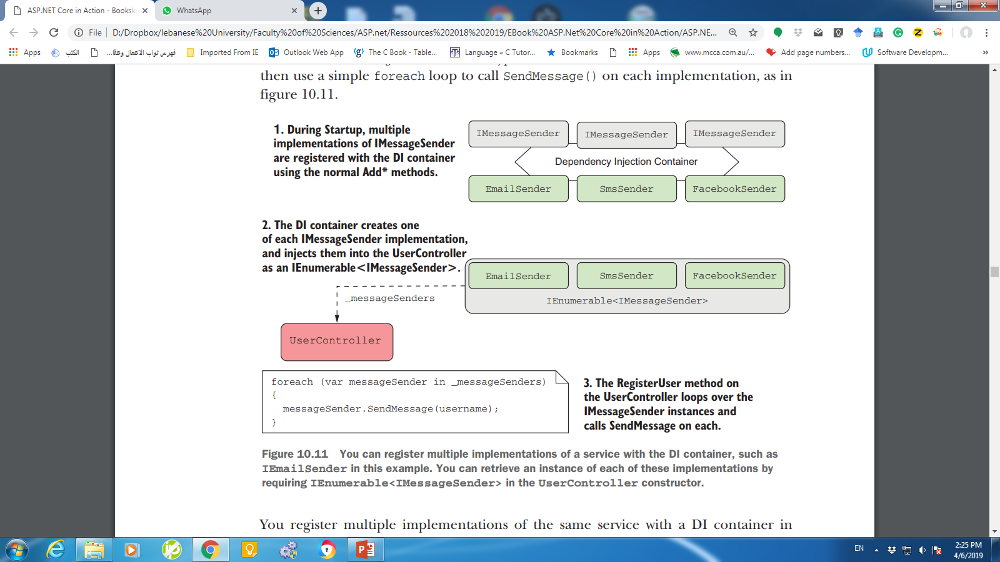 ASP.NET Core in Action - Booksk
WhatsApp
File
D:/Dropbox/lebanese%20University/Faculty%20of%20Sciences/ASP.net/Ressources%202018%202019/EBook%20ASP.Net%20Core%20in%20Action/ASP.NE...
Apps
الكتب
فهرس ثواب الاعمال وعقا...
Imported From IE
Outlook Web App
The C Book - Table...
Language « C Tutor...
Bookmarks
Apps
www.mcca.com.au/...
Add page numbers...
Software Developm...
»
then use a simple foreach loop to call SendMessage() on each implementation, as in
figure 10.11.
1. During Startup, multiple
implementations of IMessageSender
are registered with the DI container
using the normal Add* methods.
IMessageSender
IMessageSender
IMessageSender
Dependency Injection Container
EmailSender
SmsSender
FacebookSender
2. The DI container creates one
of each IMessageSender implementation,
and injects them into the UserController
as an IEnumerable<IMessageSender>.
EmailSender
SmsSender
FacebookSender
IEnumerable<IMessageSender>
_messageSenders
UserController
foreach (var messageSender in _messageSenders)
{
messageSender.SendMessage(username);
}
3. The RegisterUser method on
the UserController loops over the
IMessageSender instances and
calls SendMessage on each.
Figure 10.11 You can register multiple implementations of a service with the DI container, such as
IEmailSender in this example. You can retrieve an instance of each of these implementations by
requiring IEnumerable<IMessageSender> in the UserController constructor.
You register multiple implementations of the same service with a DI container in
EN
2:25 PM
4/6/2019